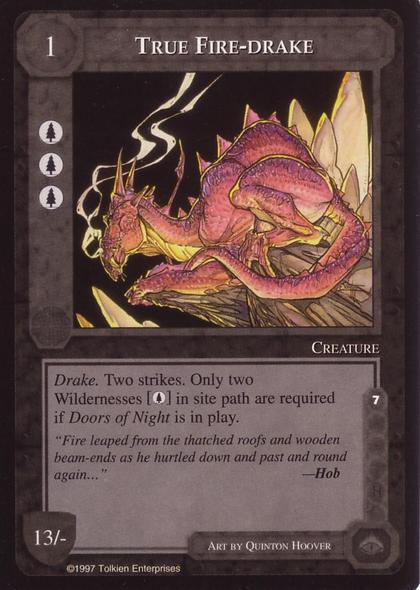 1
TRUE FIRE-DRAKE
CREATURE
Drake. Two strikes. Only two
Wildernesses [ ] in site path are required
if Doors of Night is in play.
7
“Fire leaped from the thatched roofs and wooden
beam-ends as he hurtled down and past and round
again...” —Hob
13/-
ART BY QUINTON HOOVER
©1997 Tolkien Enterprises